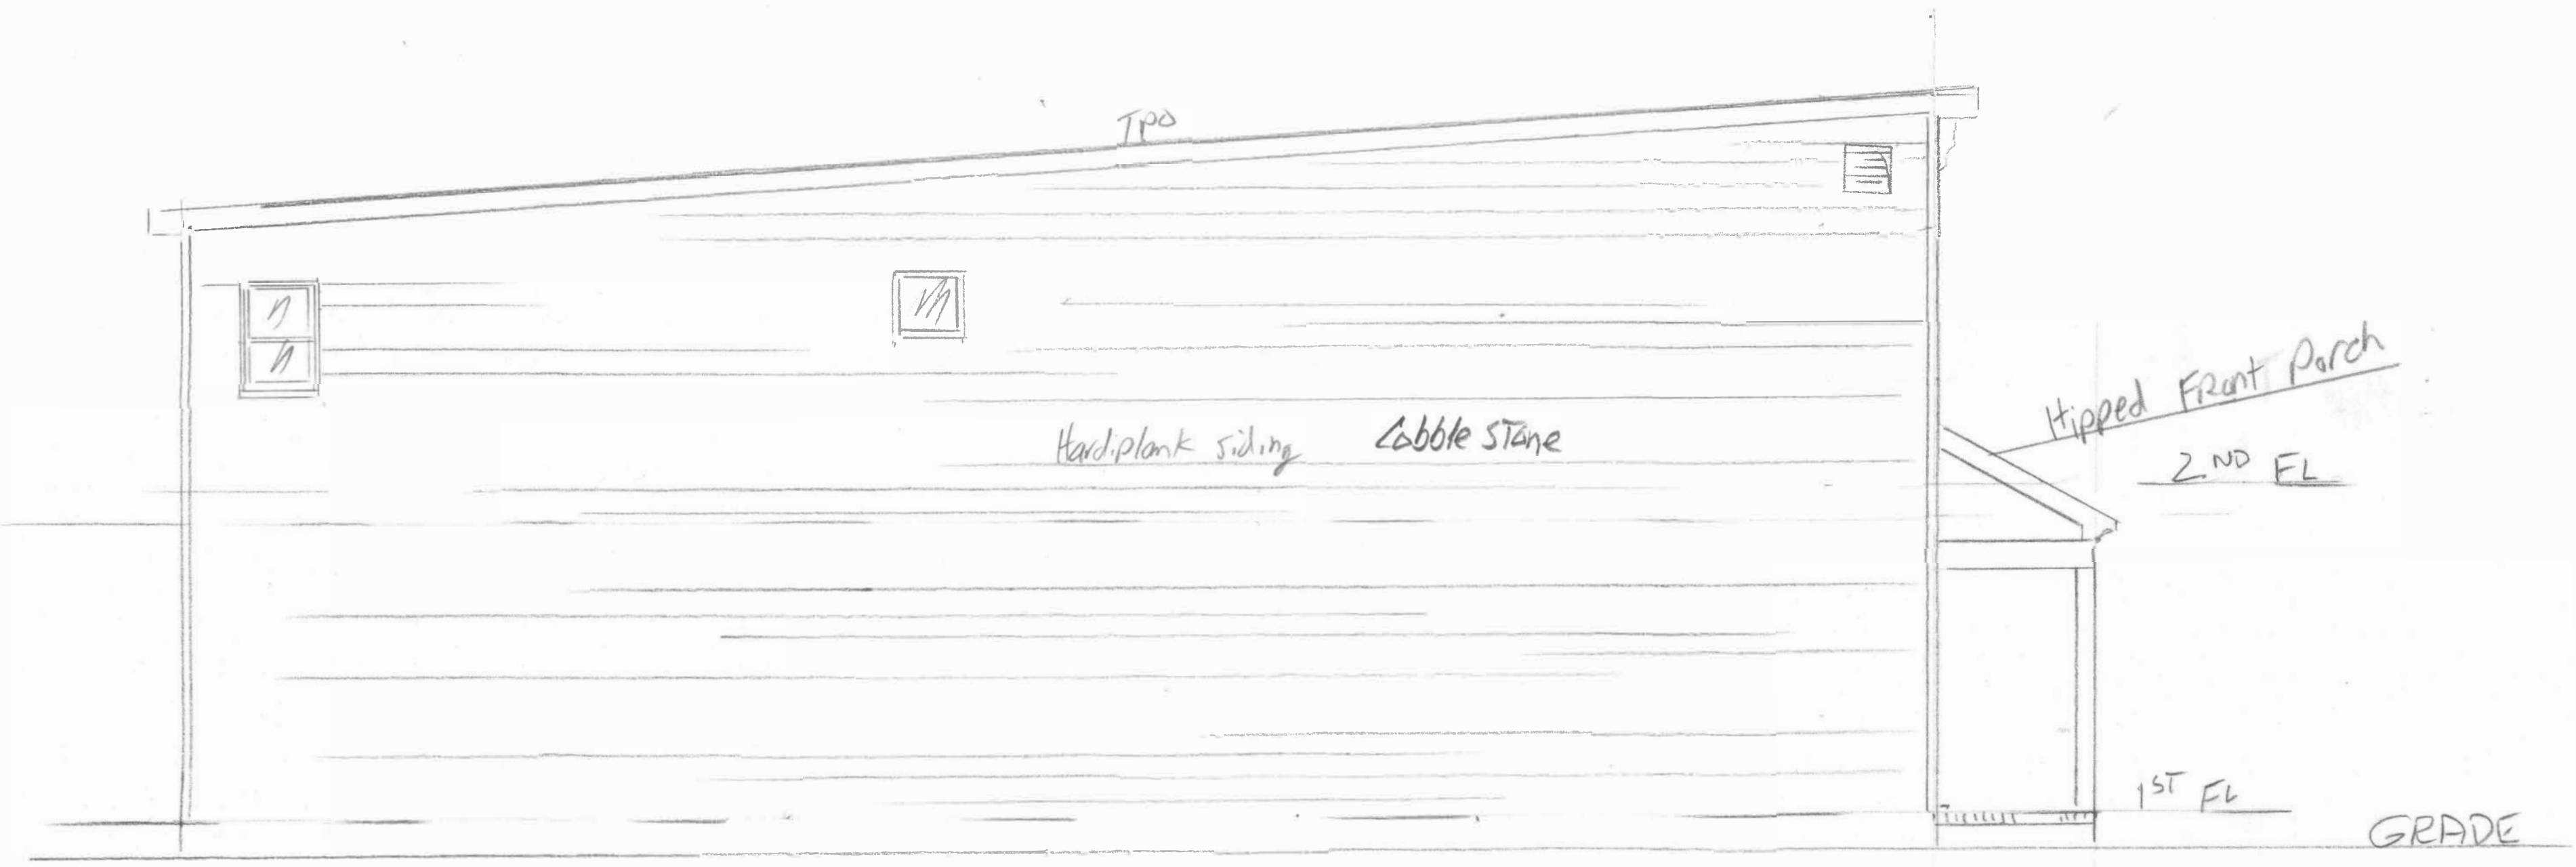 TPO
Hardiplank siding Cobble STone
Hipped Front Porch
2ND FL
1ST FL
GRADE